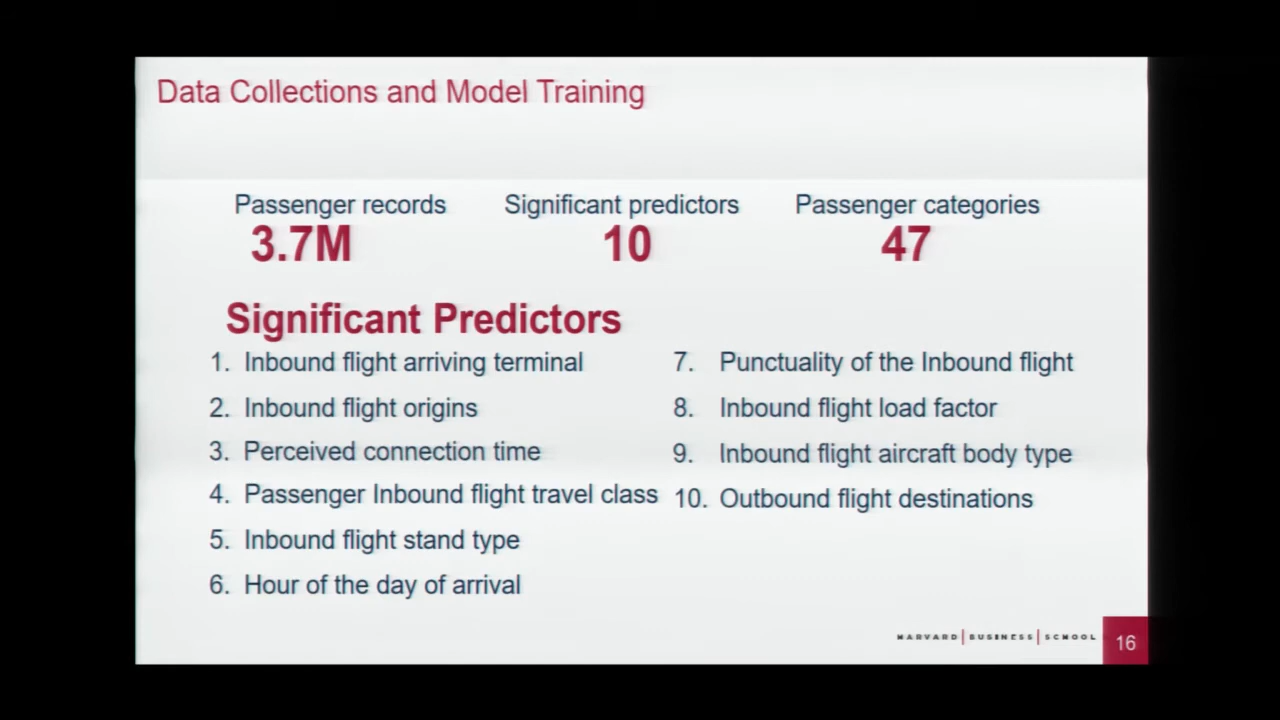 Data Collections and Model Training
Passenger records
Significant predictors
Passenger categories
3.7M
10
47
Significant Predictors
1. Inbound flight arriving terminal
2. Inbound flight origins
3. Perceived connection time
4. Passenger Inbound flight travel class
5. Inbound flight stand type
6. Hour of the day of arrival
7. Punctuality of the Inbound flight
8. Inbound flight load factor
9. Inbound flight aircraft body type
10. Outbound flight destinations
HARVARD | BUSINESS | SCHOOL
16